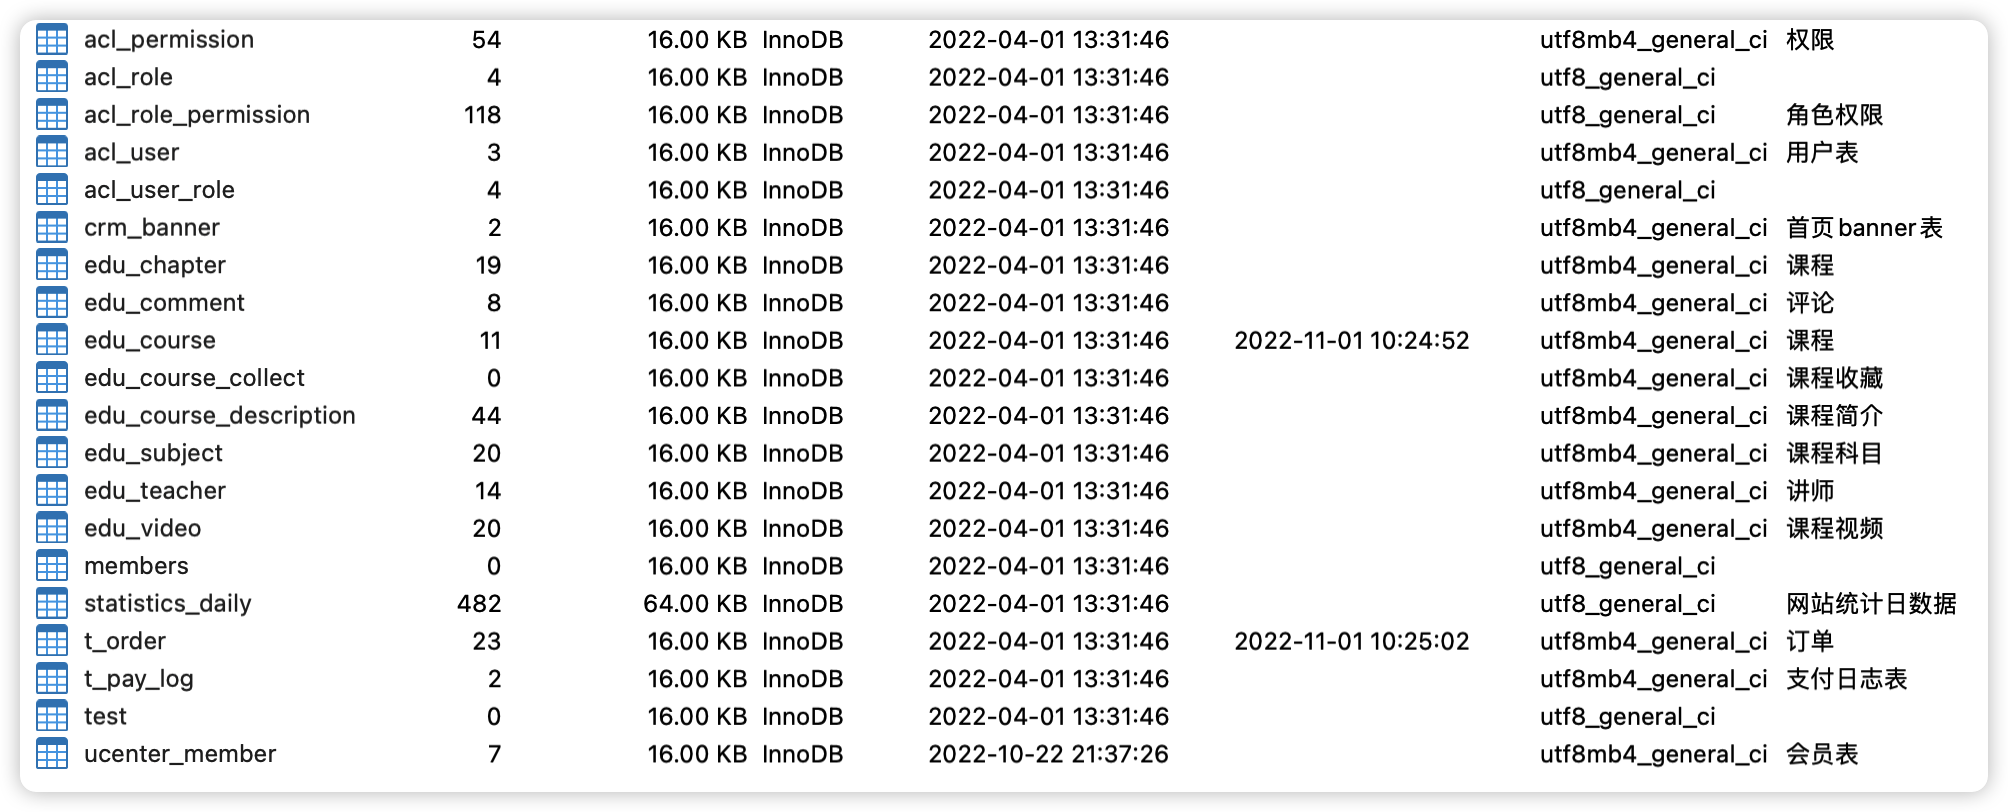 acl_permission 54 16.00 KB InnoDB 2022-04-01 13:31:46 utf8mb4_general_ci 权限
acl_role 4 16.00 KB InnoDB 2022-04-01 13:31:46 utf8_general_ci
acl_role_permission 118 16.00 KB InnoDB 2022-04-01 13:31:46 utf8_general_ci 角色权限
acl_user 3 16.00 KB InnoDB 2022-04-01 13:31:46 utf8mb4_general_ci 用户表
acl_user_role 4 16.00 KB InnoDB 2022-04-01 13:31:46 utf8_general_ci
crm_banner 2 16.00 KB InnoDB 2022-04-01 13:31:46 utf8mb4_general_ci 首页banner表
edu_chapter 19 16.00 KB InnoDB 2022-04-01 13:31:46 utf8mb4_general_ci 课程
edu_comment 8 16.00 KB InnoDB 2022-04-01 13:31:46 utf8mb4_general_ci 评论
edu_course 11 16.00 KB InnoDB 2022-04-01 13:31:46 2022-11-01 10:24:52 utf8mb4_general_ci 课程
edu_course_collect 0 16.00 KB InnoDB 2022-04-01 13:31:46 utf8mb4_general_ci 课程收藏
edu_course_description 44 16.00 KB InnoDB 2022-04-01 13:31:46 utf8mb4_general_ci 课程简介
edu_subject 20 16.00 KB InnoDB 2022-04-01 13:31:46 utf8mb4_general_ci 课程科目
edu_teacher 14 16.00 KB InnoDB 2022-04-01 13:31:46 utf8mb4_general_ci 讲师
edu_video 20 16.00 KB InnoDB 2022-04-01 13:31:46 utf8mb4_general_ci 课程视频
members 0 16.00 KB InnoDB 2022-04-01 13:31:46 utf8_general_ci
statistics_daily 482 64.00 KB InnoDB 2022-04-01 13:31:46 utf8_general_ci 网站统计日数据
t_order 23 16.00 KB InnoDB 2022-04-01 13:31:46 2022-11-01 10:25:02 utf8mb4_general_ci 订单
t_pay_log 2 16.00 KB InnoDB 2022-04-01 13:31:46 utf8mb4_general_ci 支付日志表
test 0 16.00 KB InnoDB 2022-04-01 13:31:46 utf8_general_ci
ucenter_member 7 16.00 KB InnoDB 2022-10-22 21:37:26 utf8mb4_general_ci 会员表